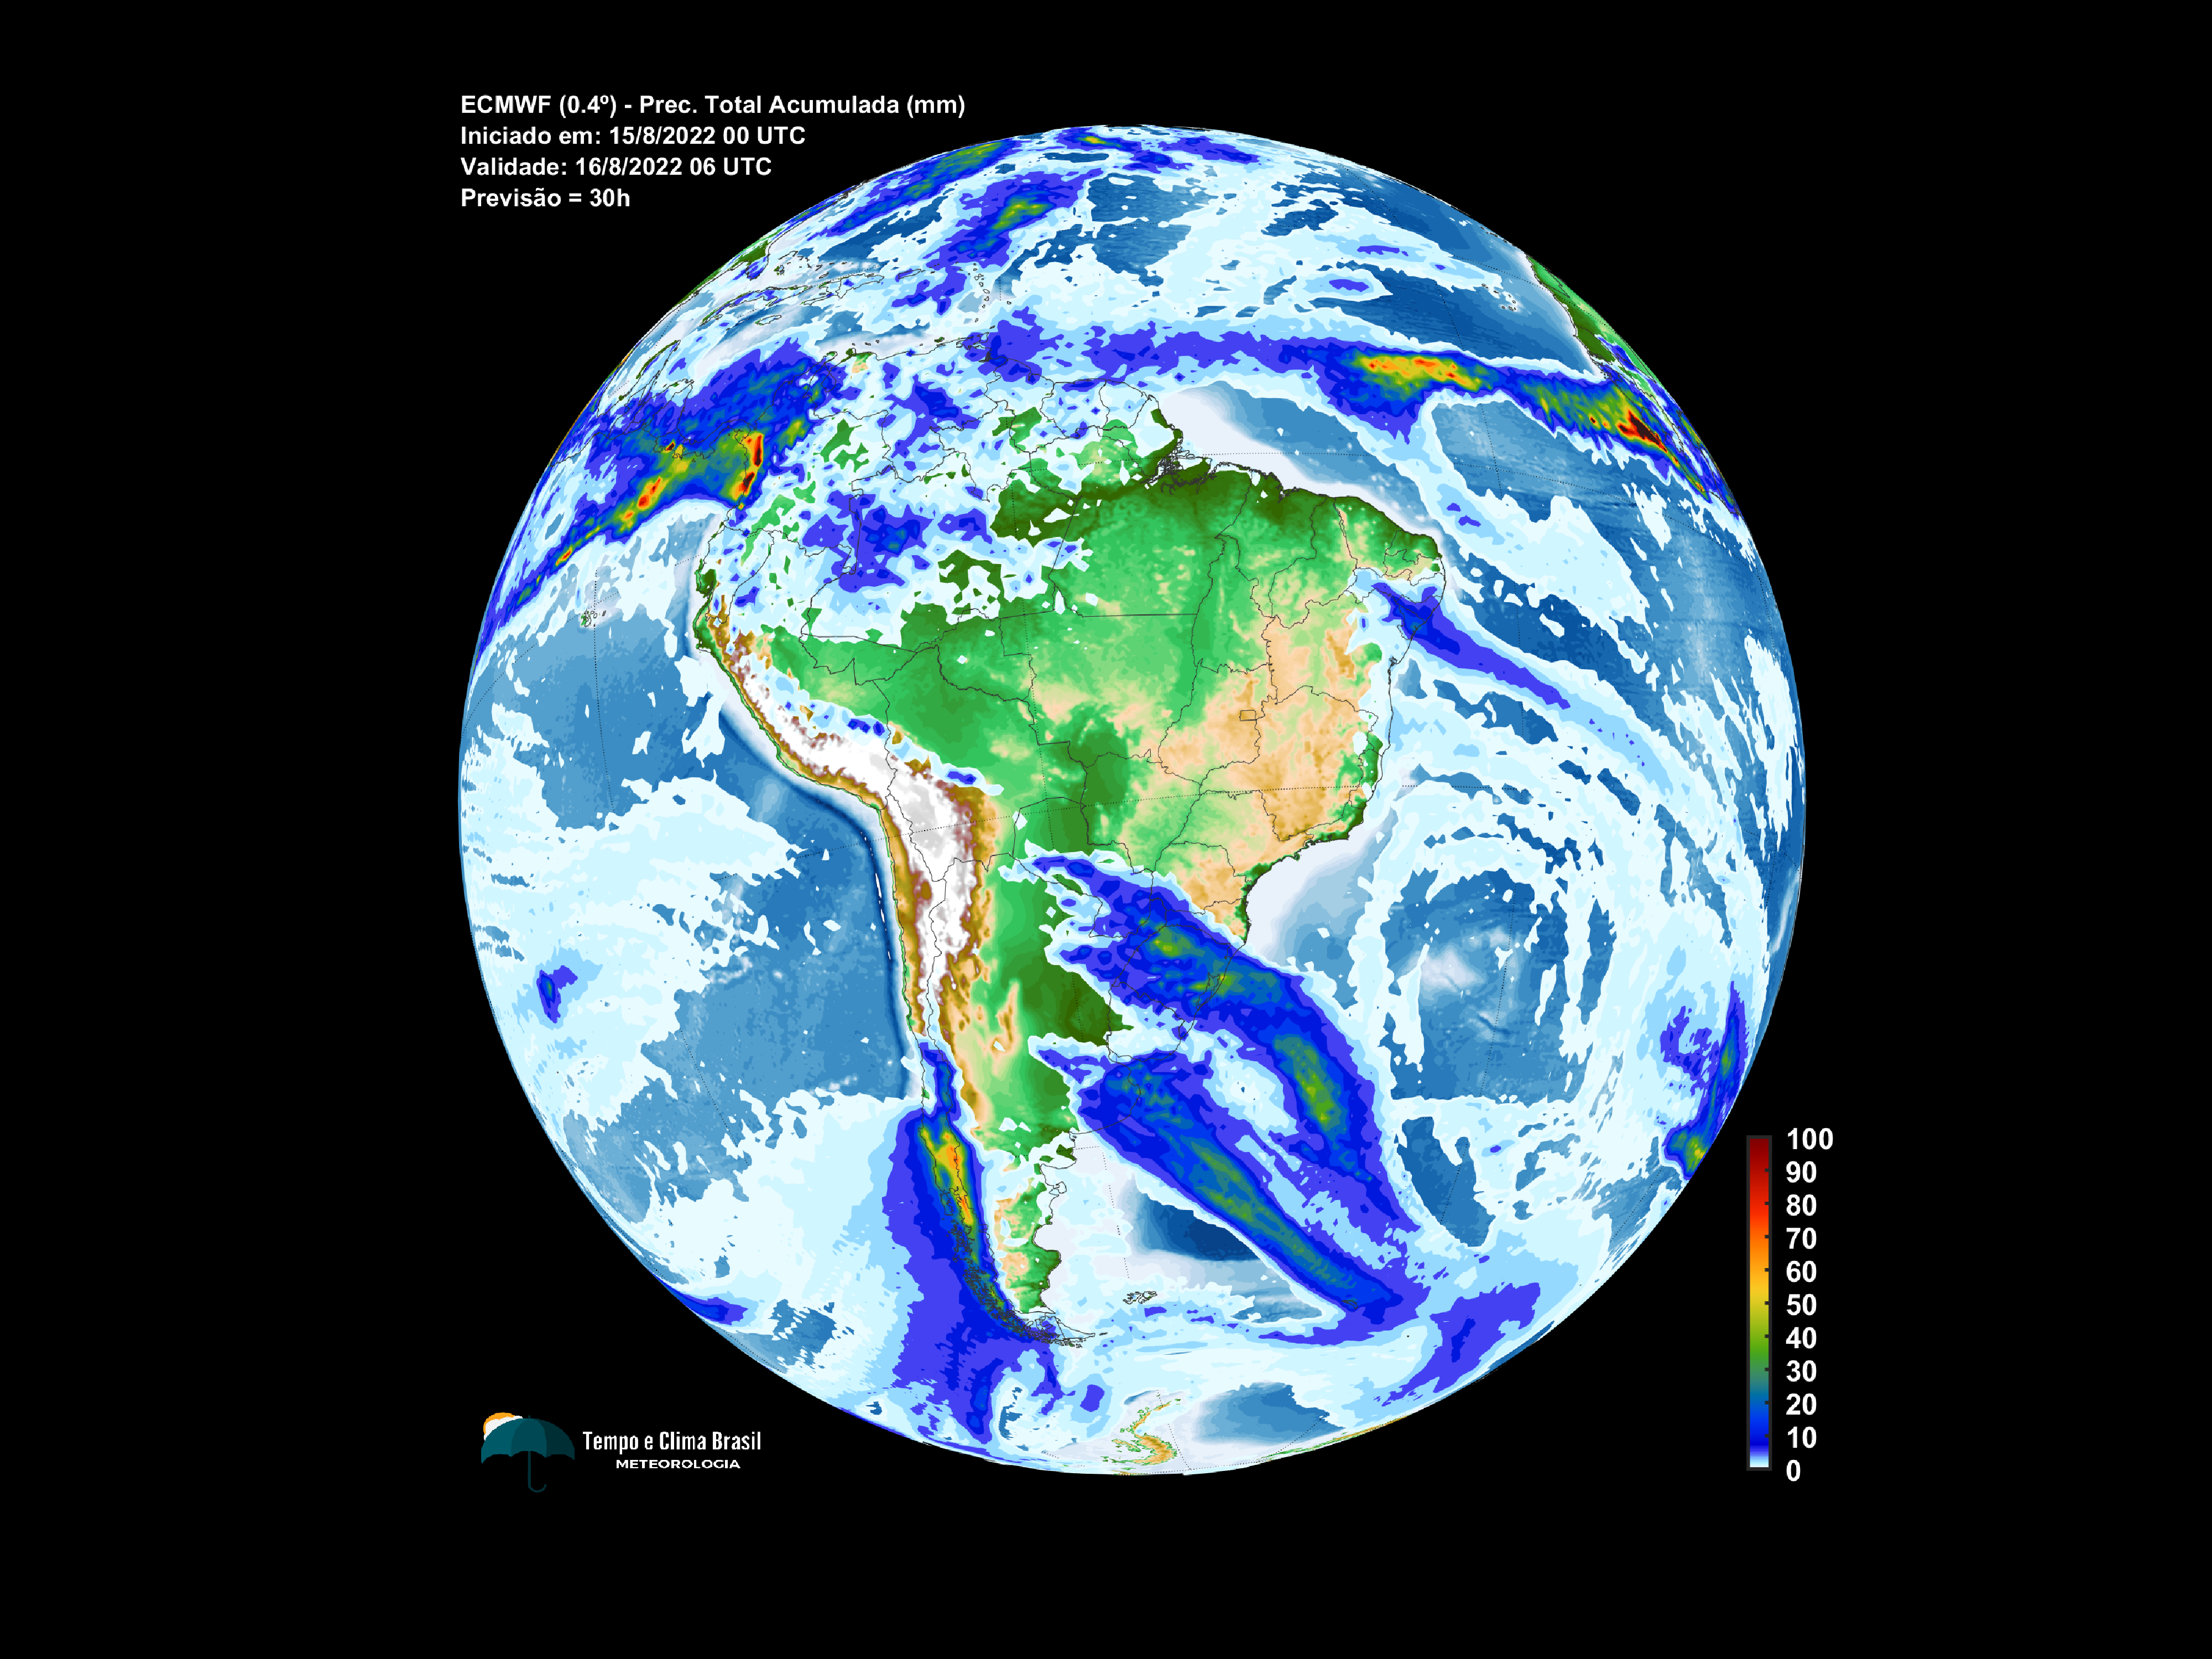 ECMWF (0.4º) - Prec. Total Acumulada (mm)
Iniciado em: 15/8/2022 00 UTC
Validade: 16/8/2022 06 UTC
Previsão = 30h
100
90
80
70
60
50
40
30
20
10
0
Tempo e Clima Brasil
METEOROLOGIA